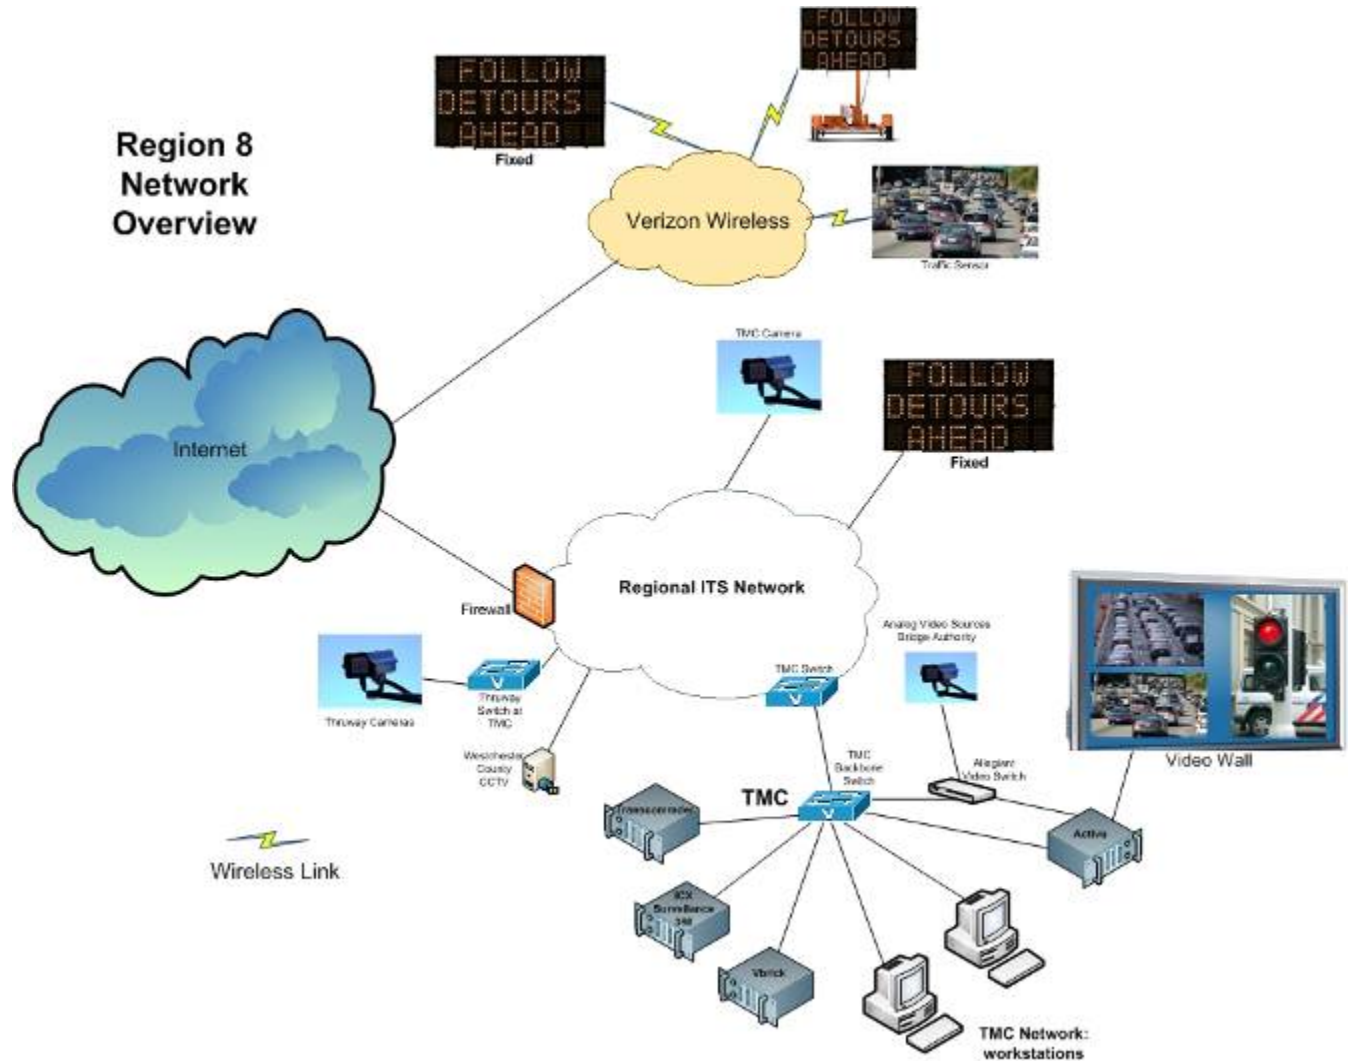 FOLLOW
DETOURS
AHEAD
Fixed
FOLLOW
DETOURS
AHEAD
Region 8
Network
Overview
Verizon Wireless
Traffic Sensor
TMC Camera
FOLLOW
DETOURS
AHEAD
Fixed
Internet
Regional ITS Network
Firewall
Analog Video Sources
Bridge Authority
TMC Switch
Thruway
Switch at
TMC
Thruway Cameras
Westchester
County
CCTV
TMC
Backbone
Switch
Allegiant
Video Switch
Video Wall
TMC
Transcom
Active
Wireless Link
ICX
Surveillance
Vbrick
TMC Network:
workstations